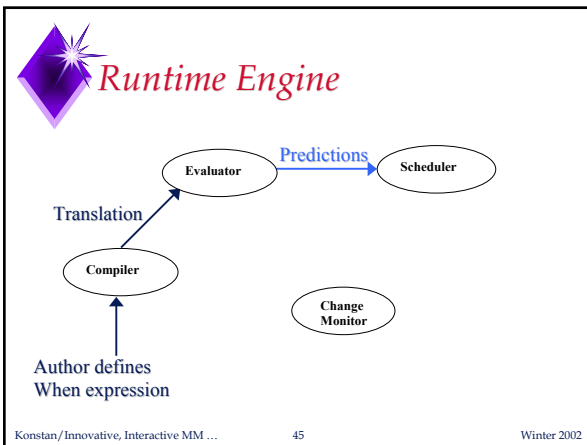 Runtime Engine
Predictions
Evaluator
Scheduler
Translation
Compiler
Change
Monitor
Author defines
When expression
Konstan/Innovative, Interactive MM ... 45 Winter 2002